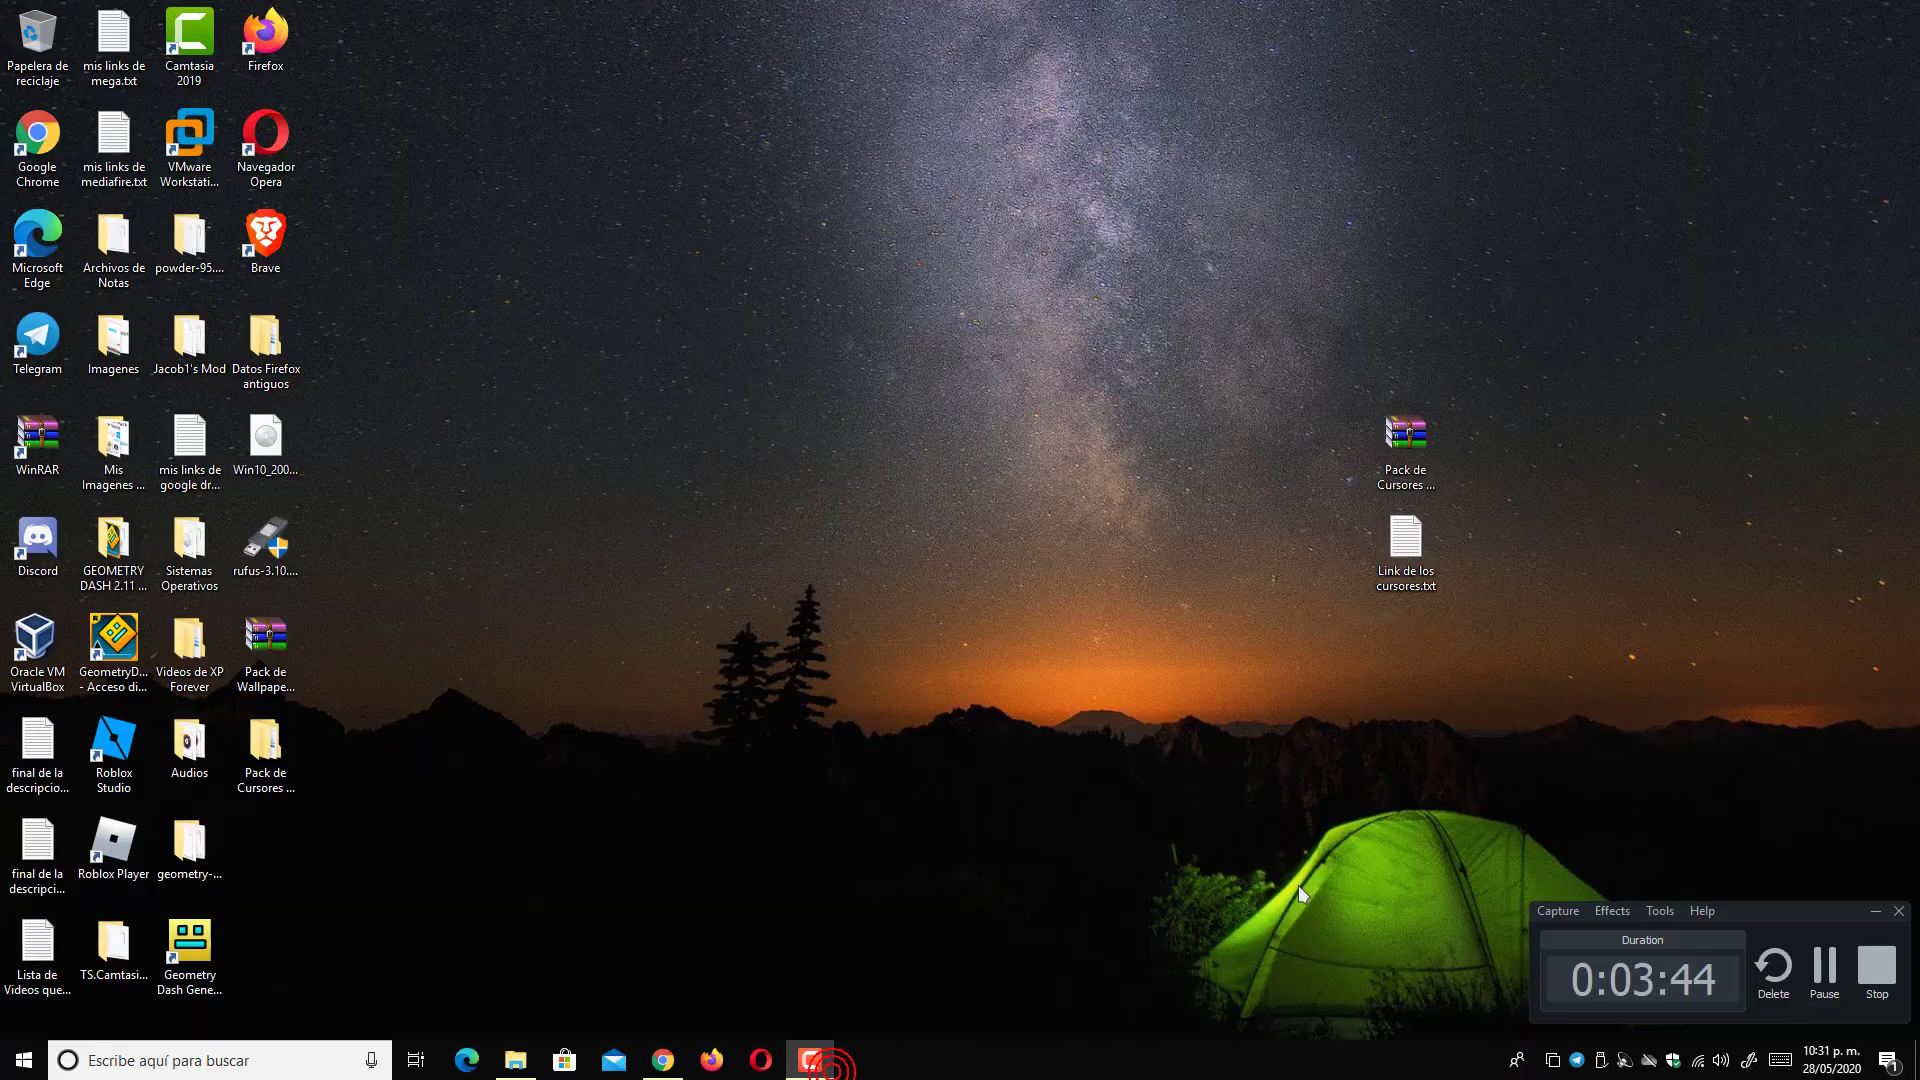 Papelera de
reciclaje
mis links de
mega.txt
Camtasia
2019
Firefox
Google
Chrome
mis links de
mediafire.txt
VMware
Workstati...
Navegador
Opera
Microsoft
Edge
Archivos de
Notas
powder-95....
Brave
Telegram
Imagenes
Jacob1's Mod
Datos Firefox
antiguos
WinRAR
Mis
Imagenes ...
mis links de
google dr...
Win10_200...
Pack de
Cursores ...
Discord
GEOMETRY
DASH 2.11 ...
Sistemas
Operativos
rufus-3.10....
Link de los
cursores.txt
Oracle VM
VirtualBox
GeometryD...
- Acceso di...
Videos de XP
Forever
Pack de
Wallpape...
final de la
descripcio...
Roblox
Studio
Audios
Pack de
Cursores ...
final de la
descripci...
Roblox Player
geometry-...
Lista de
Videos que...
TS.Camtasi...
Geometry
Dash Gene...
Capture Effects Tools Help
Duration
0:03:44
Delete
Pause
Stop
Escribe aquí para buscar
10:31 p. m.
28/05/2020
1